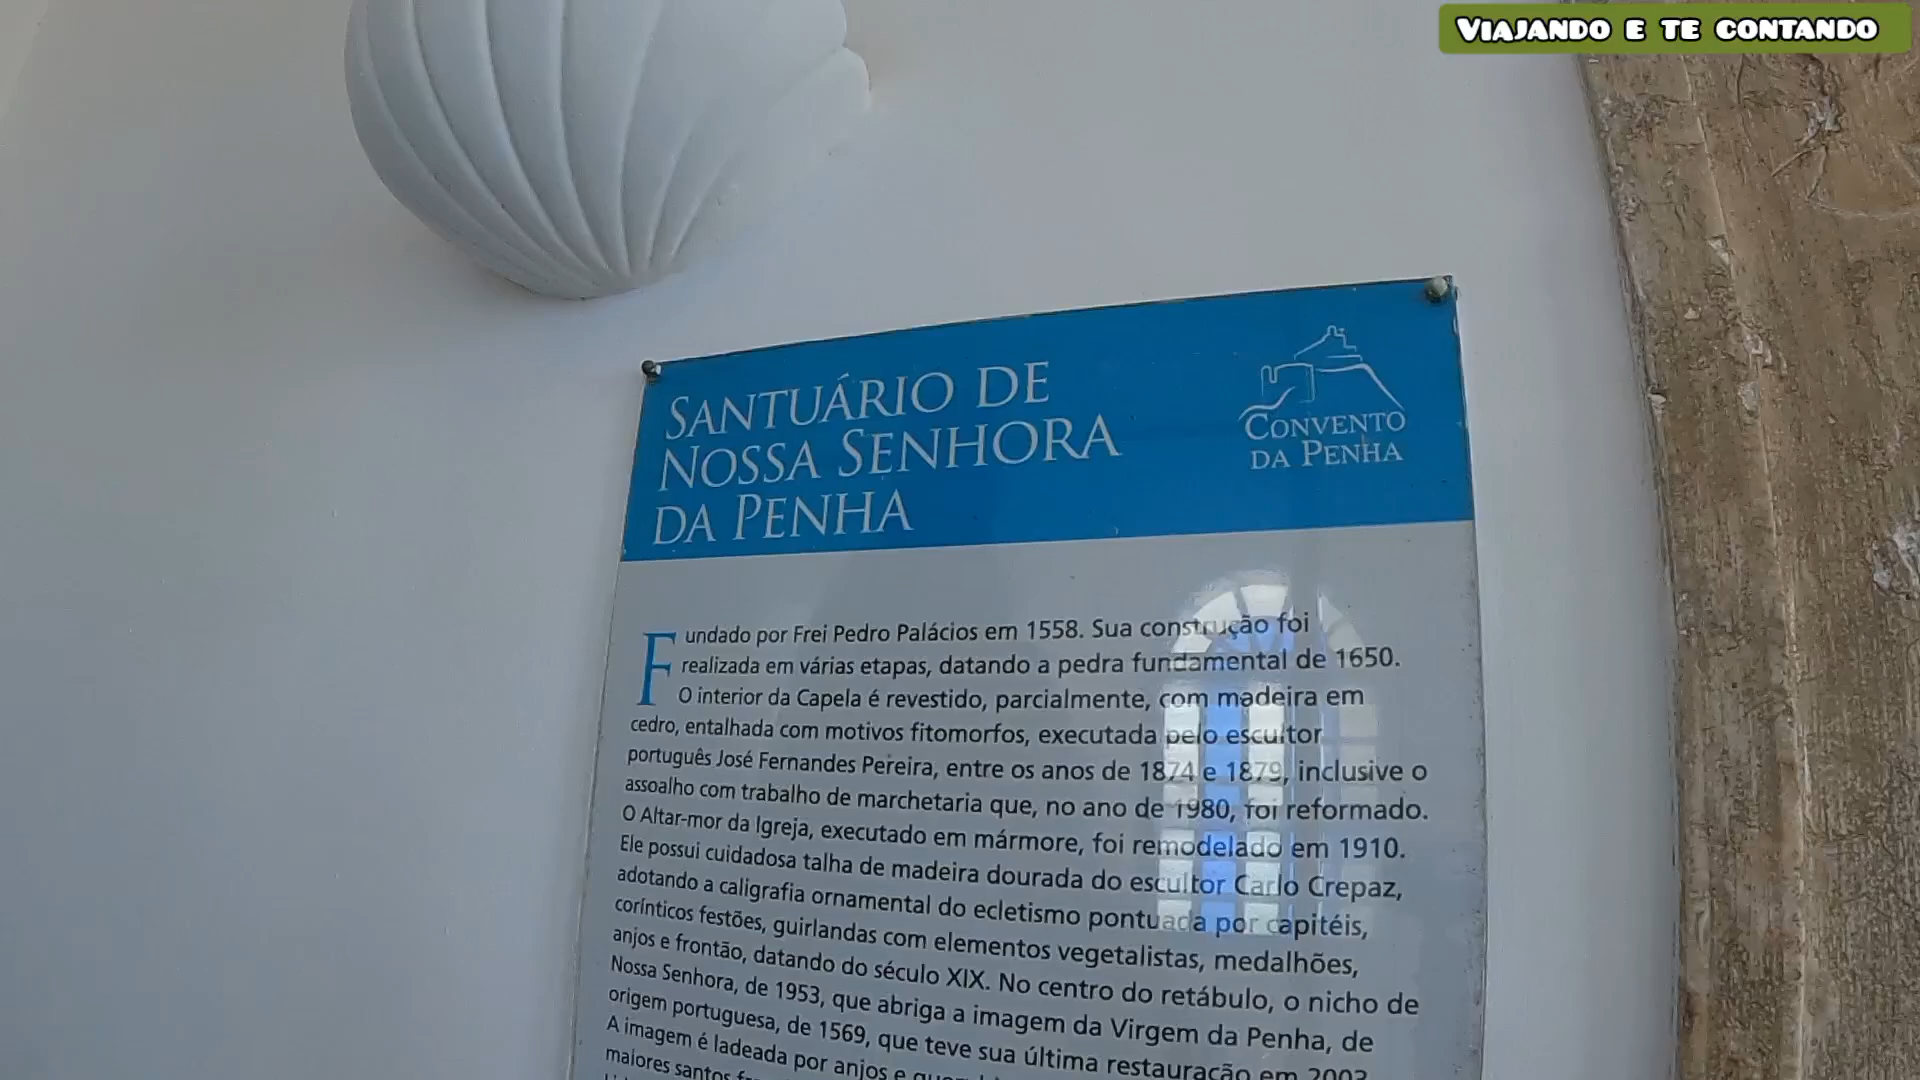 VIAJANDO E TE CONTANDO
SANTUÁRIO DE
NOSSA SENHORA
DA PENHA
CONVENTO
DA PENHA
Fundado por Frei Pedro Palácios em 1558. Sua construção foi
realizada em várias etapas, datando a pedra fundamental de 1650.
O interior da Capela é revestido, parcialmente, com madeira em
cedro, entalhada com motivos fitomorfos, executada pelo escultor
português José Fernandes Pereira, entre os anos de 1874 e 1879, inclusive o
assoalho com trabalho de marchetaria que, no ano de 1980, foi reformado.
O Altar-mor da Igreja, executado em mármore, foi remodelado em 1910.
Ele possui cuidadosa talha de madeira dourada do escultor Carlo Crepaz,
adotando a caligrafia ornamental do ecletismo pontuada por capitéis,
corínticos festões, guirlandas com elementos vegetalistas, medalhões,
anjos e frontão, datando do século XIX. No centro do retábulo, o nicho de
Nossa Senhora, de 1953, que abriga a imagem da Virgem da Penha, de
origem portuguesa, de 1569, que teve sua última restauração em
A imagem é ladeada por anjos e
maiores santos